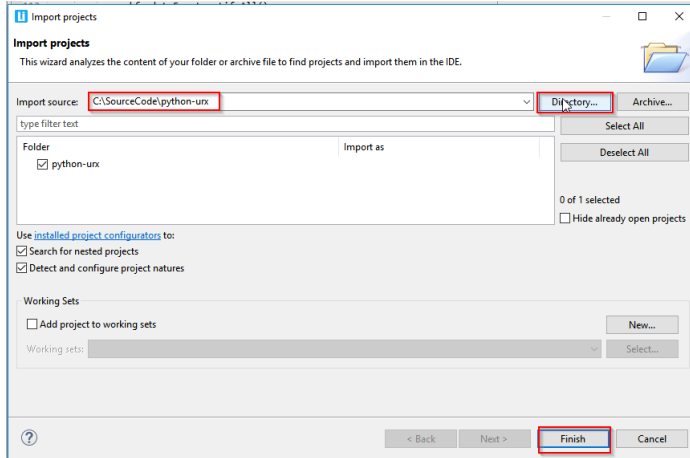 Import projects
Import projects
This wizard analyzes the content of your folder or archive file to find projects and import them in the IDE.
Import source: C:\SourceCode\python-urx Directory... Archive...
type filter text Select All
Folder Import as Deselect All
python-urx
0 of 1 selected
Hide already open projects
Use installed project configurators to:
Search for nested projects
Detect and configure project natures
Working Sets
Add project to working sets New...
Working sets: Select...
? < Back Next > Finish Cancel